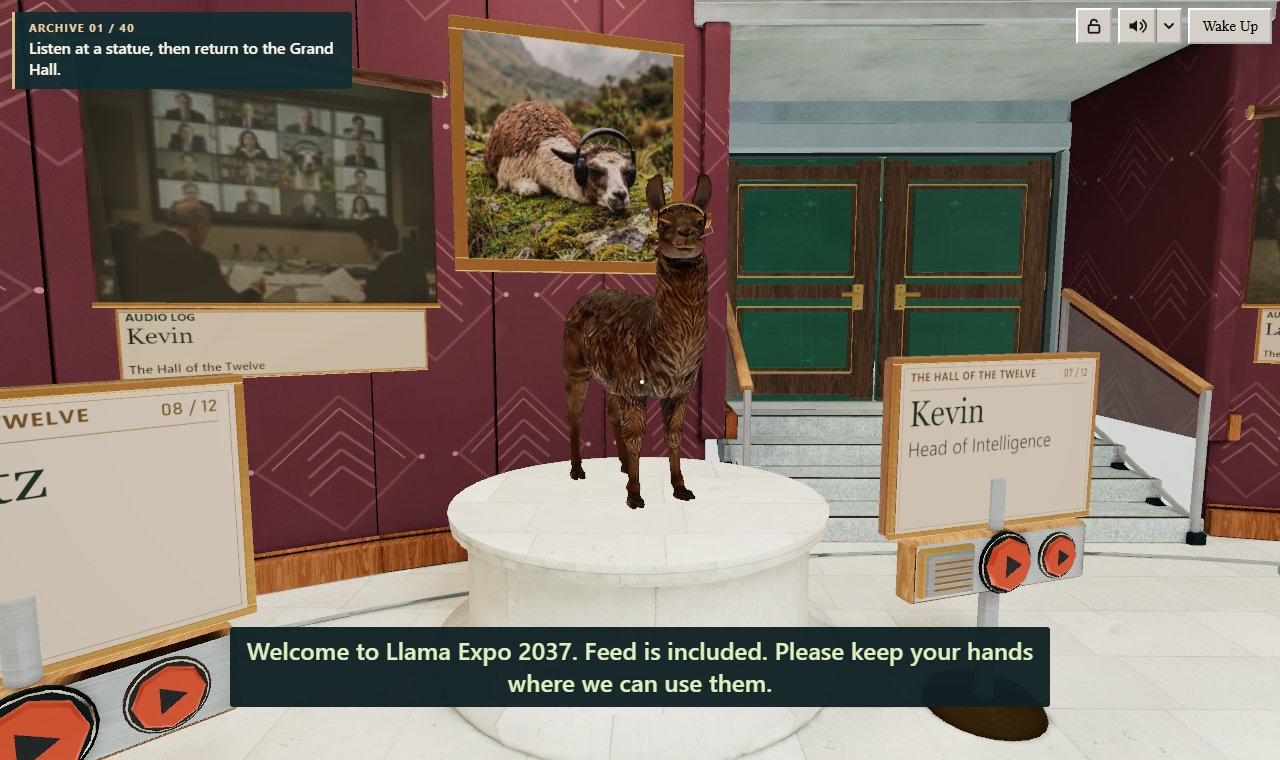 ARCHIVE 01 / 40
Listen at a statue, then return to the Grand
Hall.
Wake Up
AUDIO LOG
Kevin
The Hall of the Twelve
TWELVE
08 / 12
THE HALL OF THE TWELVE
07 / 12
Kevin
Head of Intelligence
Welcome to Llama Expo 2037. Feed is included. Please keep your hands
where we can use them.